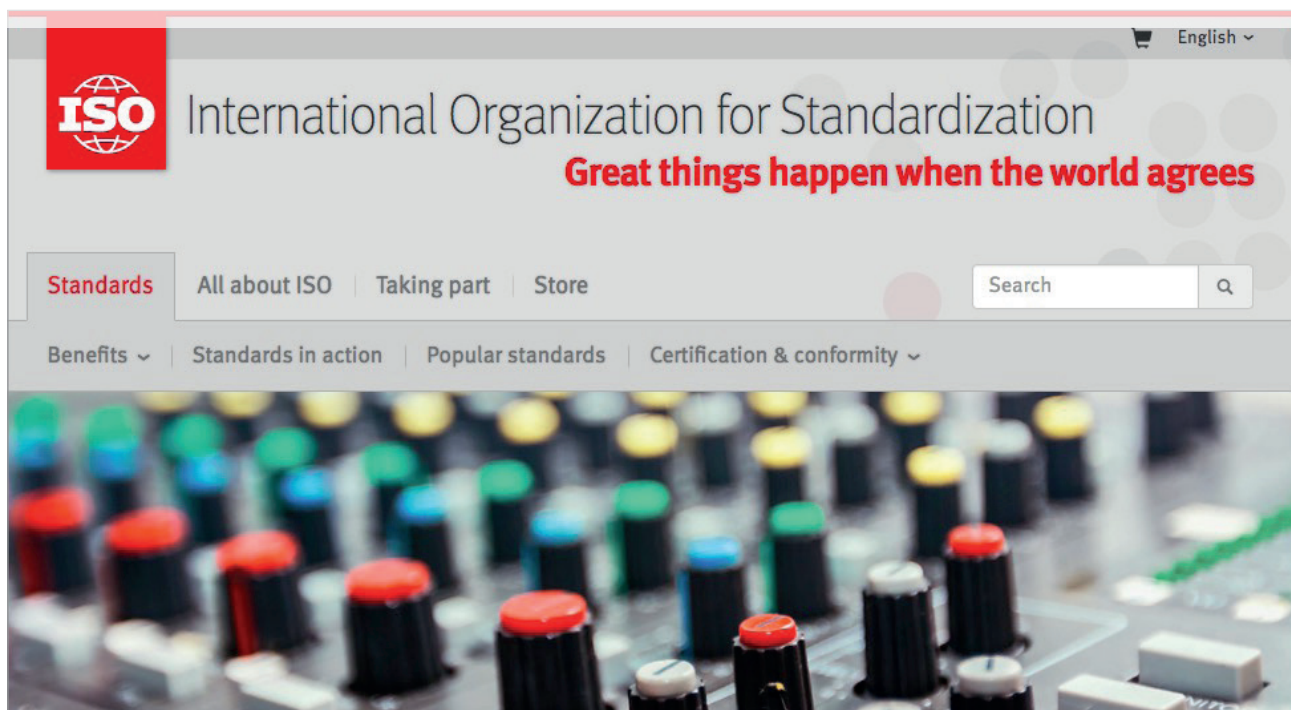 English
ISO
International Organization for Standardization
Great things happen when the world agrees
Standards
All about ISO
Taking part
Store
Search
Benefits
Standards in action
Popular standards
Certification & conformity